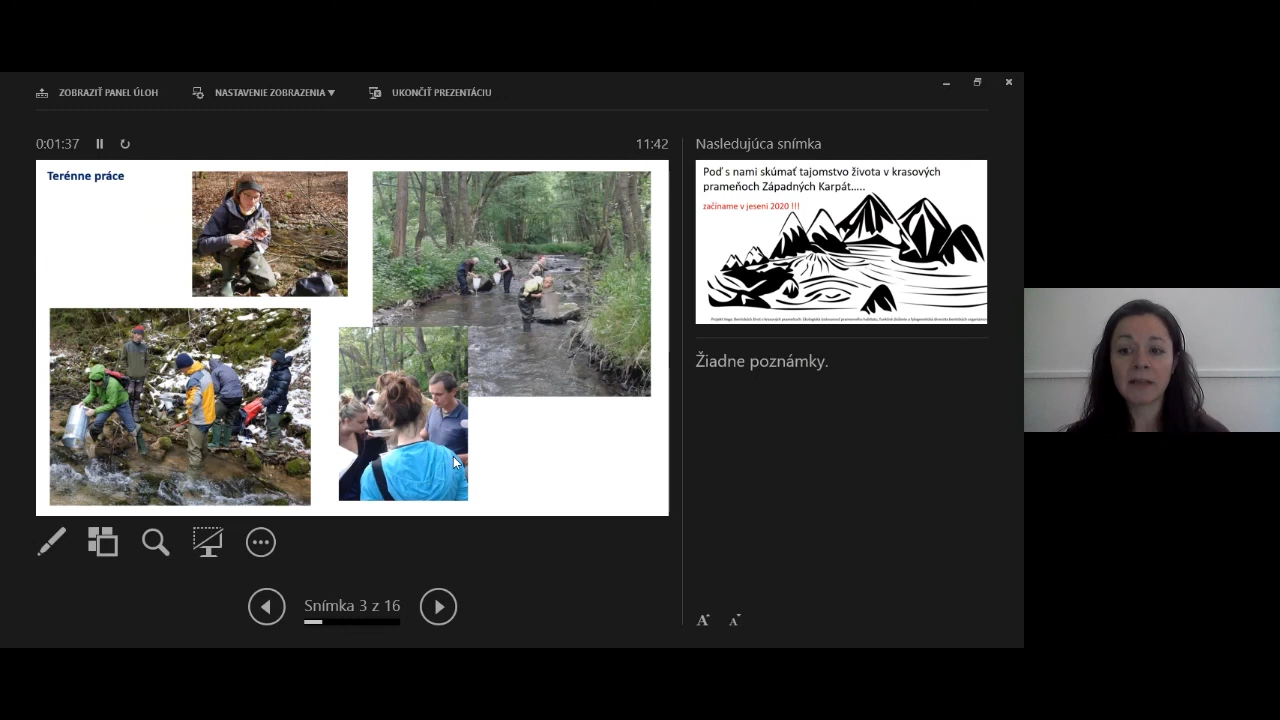 ZOBRAZIŤ PANEL ÚLOH
NASTAVENIE ZOBRAZENIA ▼
UKONČIŤ PREZENTÁCIU
0:01:37
11:42
Terénne práce
Snímka 3 z 16
Nasledujúca snímka
Poď s nami skúmať tajomstvo života v krasových
prameňoch Západných Karpát.....
začíname v jeseni 2020 !!!
Žiadne poznámky.